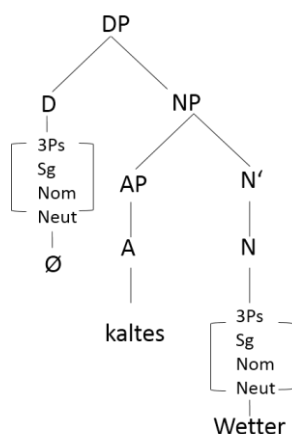 DP
D
NP
3Ps
Sg
Nom
Neut
Ø
AP
N‘
A
N
kaltes
3Ps
Sg
Nom
Neut
Wetter